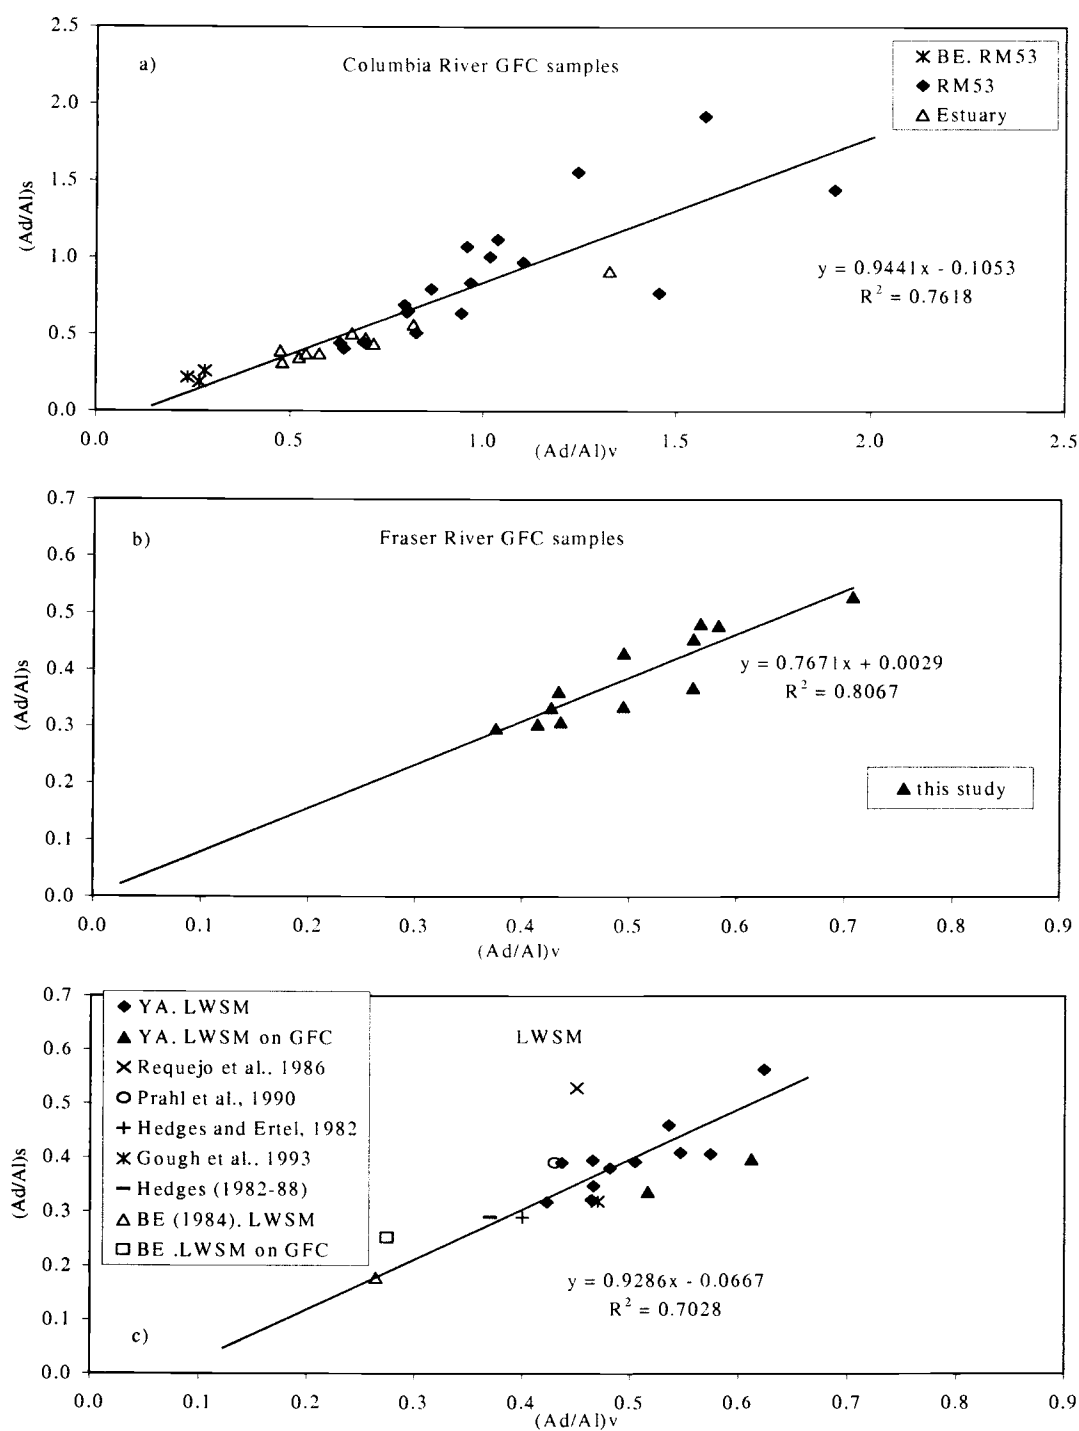 a)
Columbia River GFC samples
BE. RM53
RM53
Estuary
2.5
2.0
1.5
1.0
0.5
0.0
(Ad/Al)s
y = 0.9441x - 0.1053
R² = 0.7618
0.0 0.5 1.0 1.5 2.0 2.5
(Ad/Al)v
b)
Fraser River GFC samples
0.7
0.6
0.5
0.4
0.3
0.2
0.1
0.0
(Ad/Al)s
y = 0.7671x + 0.0029
R² = 0.8067
this study
0.0 0.1 0.2 0.3 0.4 0.5 0.6 0.7 0.8 0.9
(Ad/Al)v
LWSM
YA. LWSM
YA. LWSM on GFC
Requejo et al., 1986
Prahl et al., 1990
Hedges and Ertel, 1982
Gough et al., 1993
Hedges (1982-88)
BE (1984). LWSM
BE .LWSM on GFC
0.7
0.6
0.5
0.4
0.3
0.2
0.1
0.0
(Ad/Al)s
y = 0.9286x - 0.0667
R² = 0.7028
c)
0.0 0.1 0.2 0.3 0.4 0.5 0.6 0.7 0.8 0.9
(Ad/Al)v